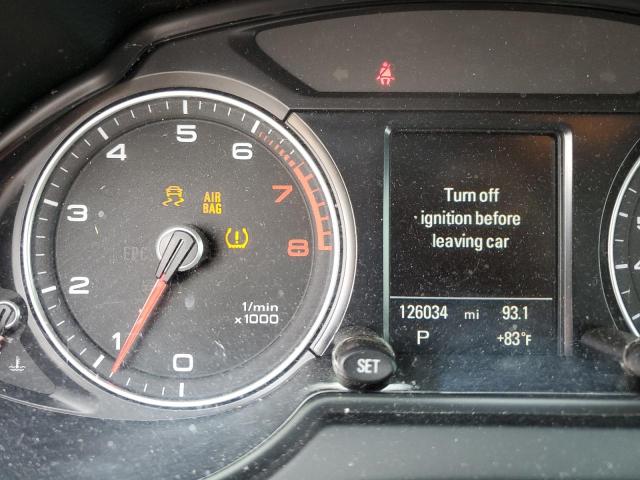 5
4
6
3
7
AIR
BAG
2
EPC
8
1/min
x1000
1
0
Turn off
ignition before
leaving car
126034 mi 93.1
P +83°F
SET